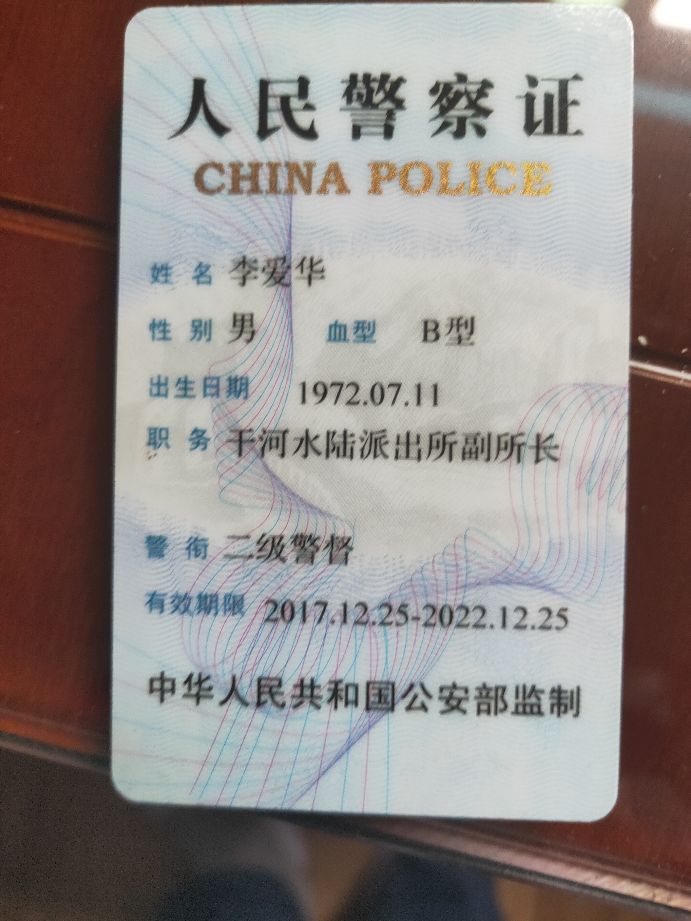 人民警察证
CHINA POLICE
姓名 李爱华
性别 男 血型 B型
出生日期 1972.07.11
职务 干河水陆派出所副所长
警衔 二级警督
有效期限 2017.12.25-2022.12.25
中华人民共和国公安部监制